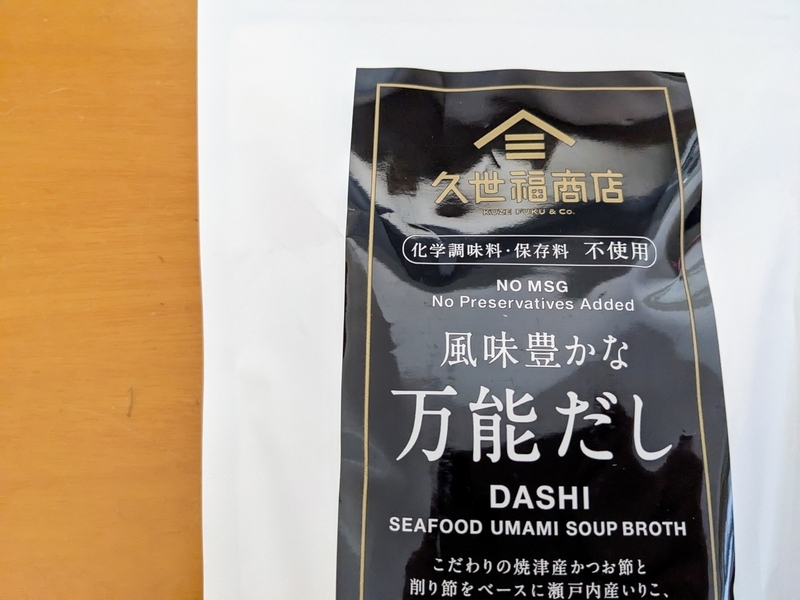 久世福商店
KUZE FUKU & Co.
化学調味料・保存料 不使用
NO MSG
No Preservatives Added
風味豊かな
万能だし
DASHI
SEAFOOD UMAMI SOUP BROTH
こだわりの焼津産かつお節と
削り節をベースに瀬戸内産いりこ、